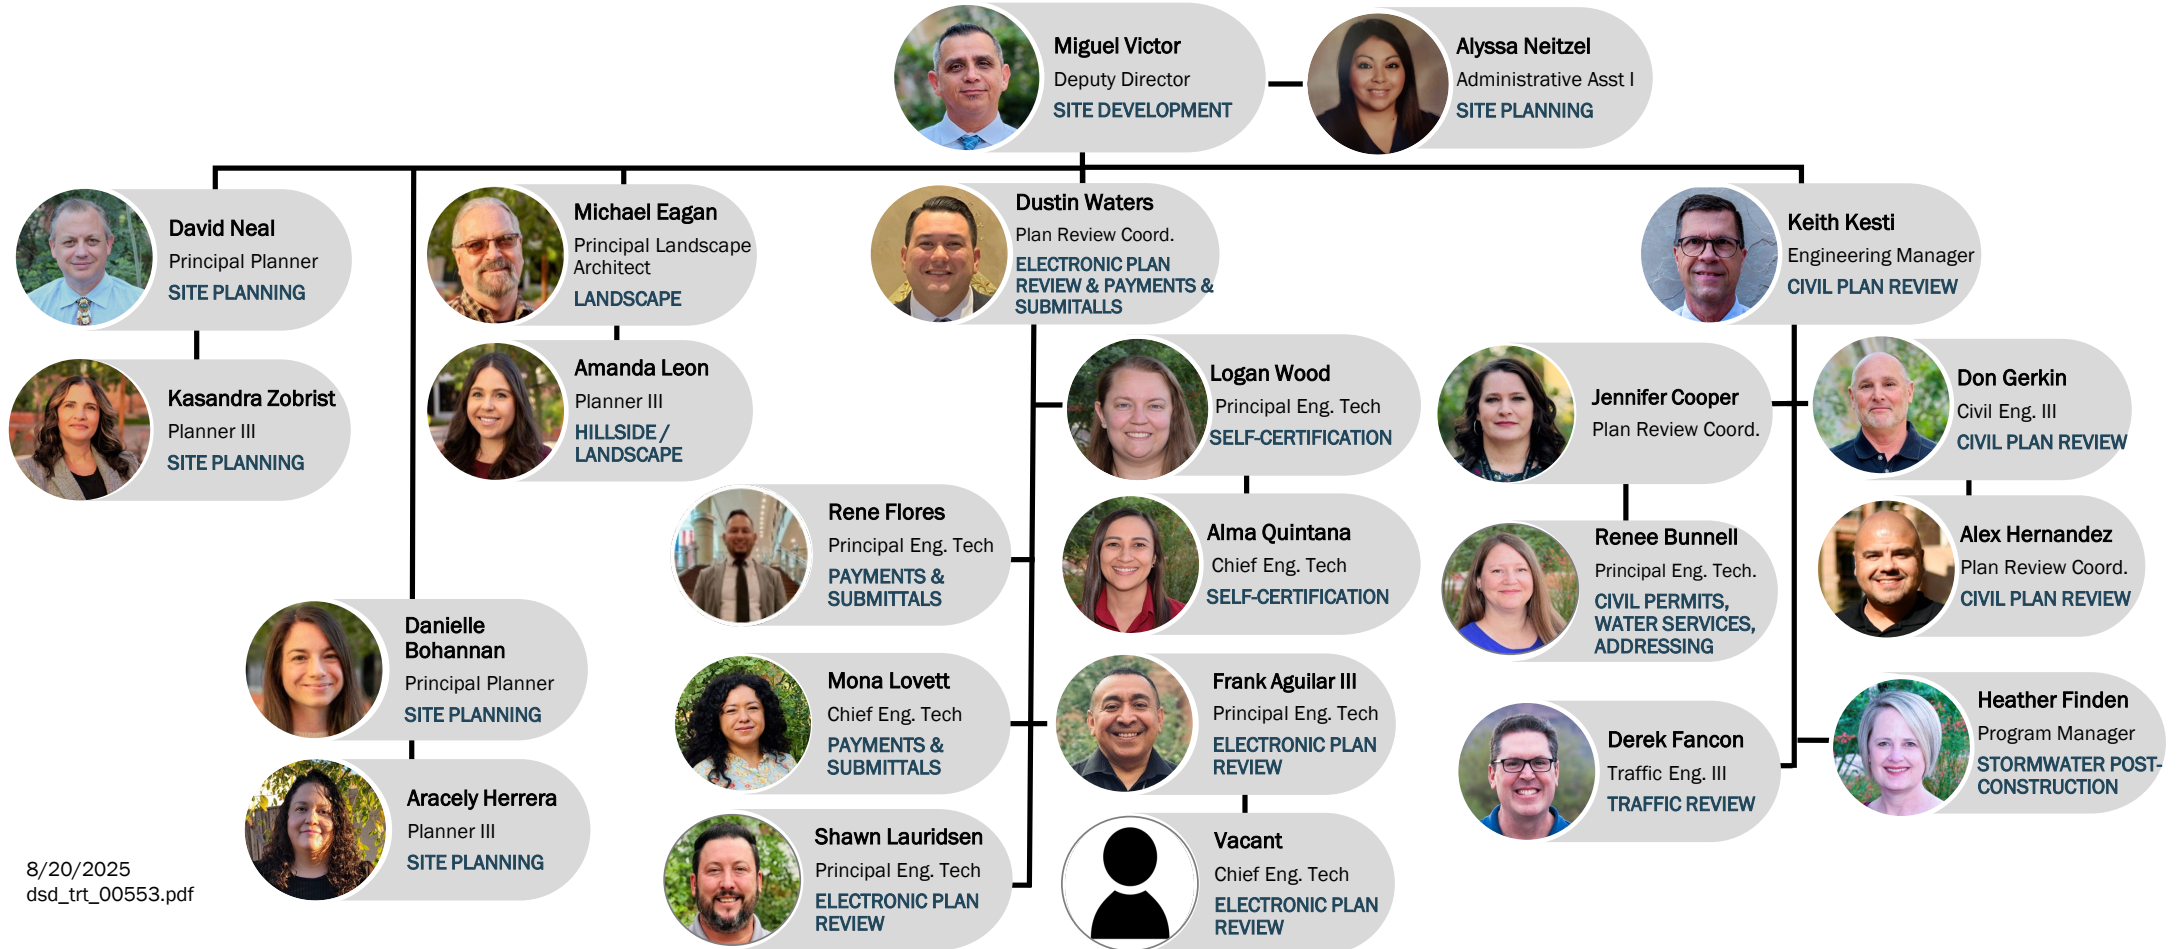 Miguel Victor
Deputy Director
SITE DEVELOPMENT
Alyssa Neitzel
Administrative Asst I
SITE PLANNING
David Neal
Principal Planner
SITE PLANNING
Kasandra Zobrist
Planner III
SITE PLANNING
Danielle
Bohannan
Principal Planner
SITE PLANNING
Aracely Herrera
Planner III
SITE PLANNING
Michael Eagan
Principal Landscape
Architect
LANDSCAPE
Amanda Leon
Planner III
HILLSIDE /
LANDSCAPE
Dustin Waters
Plan Review Coord.
ELECTRONIC PLAN
REVIEW & PAYMENTS &
SUBMITALLS
Logan Wood
Principal Eng. Tech
SELF-CERTIFICATION
Alma Quintana
Chief Eng. Tech
SELF-CERTIFICATION
Rene Flores
Principal Eng. Tech
PAYMENTS &
SUBMITTALS
Mona Lovett
Chief Eng. Tech
PAYMENTS &
SUBMITTALS
Frank Aguilar III
Principal Eng. Tech
ELECTRONIC PLAN
REVIEW
Shawn Lauridsen
Principal Eng. Tech
ELECTRONIC PLAN
REVIEW
Vacant
Chief Eng. Tech
ELECTRONIC PLAN
REVIEW
Keith Kesti
Engineering Manager
CIVIL PLAN REVIEW
Jennifer Cooper
Plan Review Coord.
Renee Bunnell
Principal Eng. Tech.
CIVIL PERMITS,
WATER SERVICES,
ADDRESSING
Don Gerkin
Civil Eng. III
CIVIL PLAN REVIEW
Alex Hernandez
Plan Review Coord.
CIVIL PLAN REVIEW
Derek Fancon
Traffic Eng. III
TRAFFIC REVIEW
Heather Finden
Program Manager
STORMWATER POST-
CONSTRUCTION
8/20/2025
dsd_trt_00553.pdf